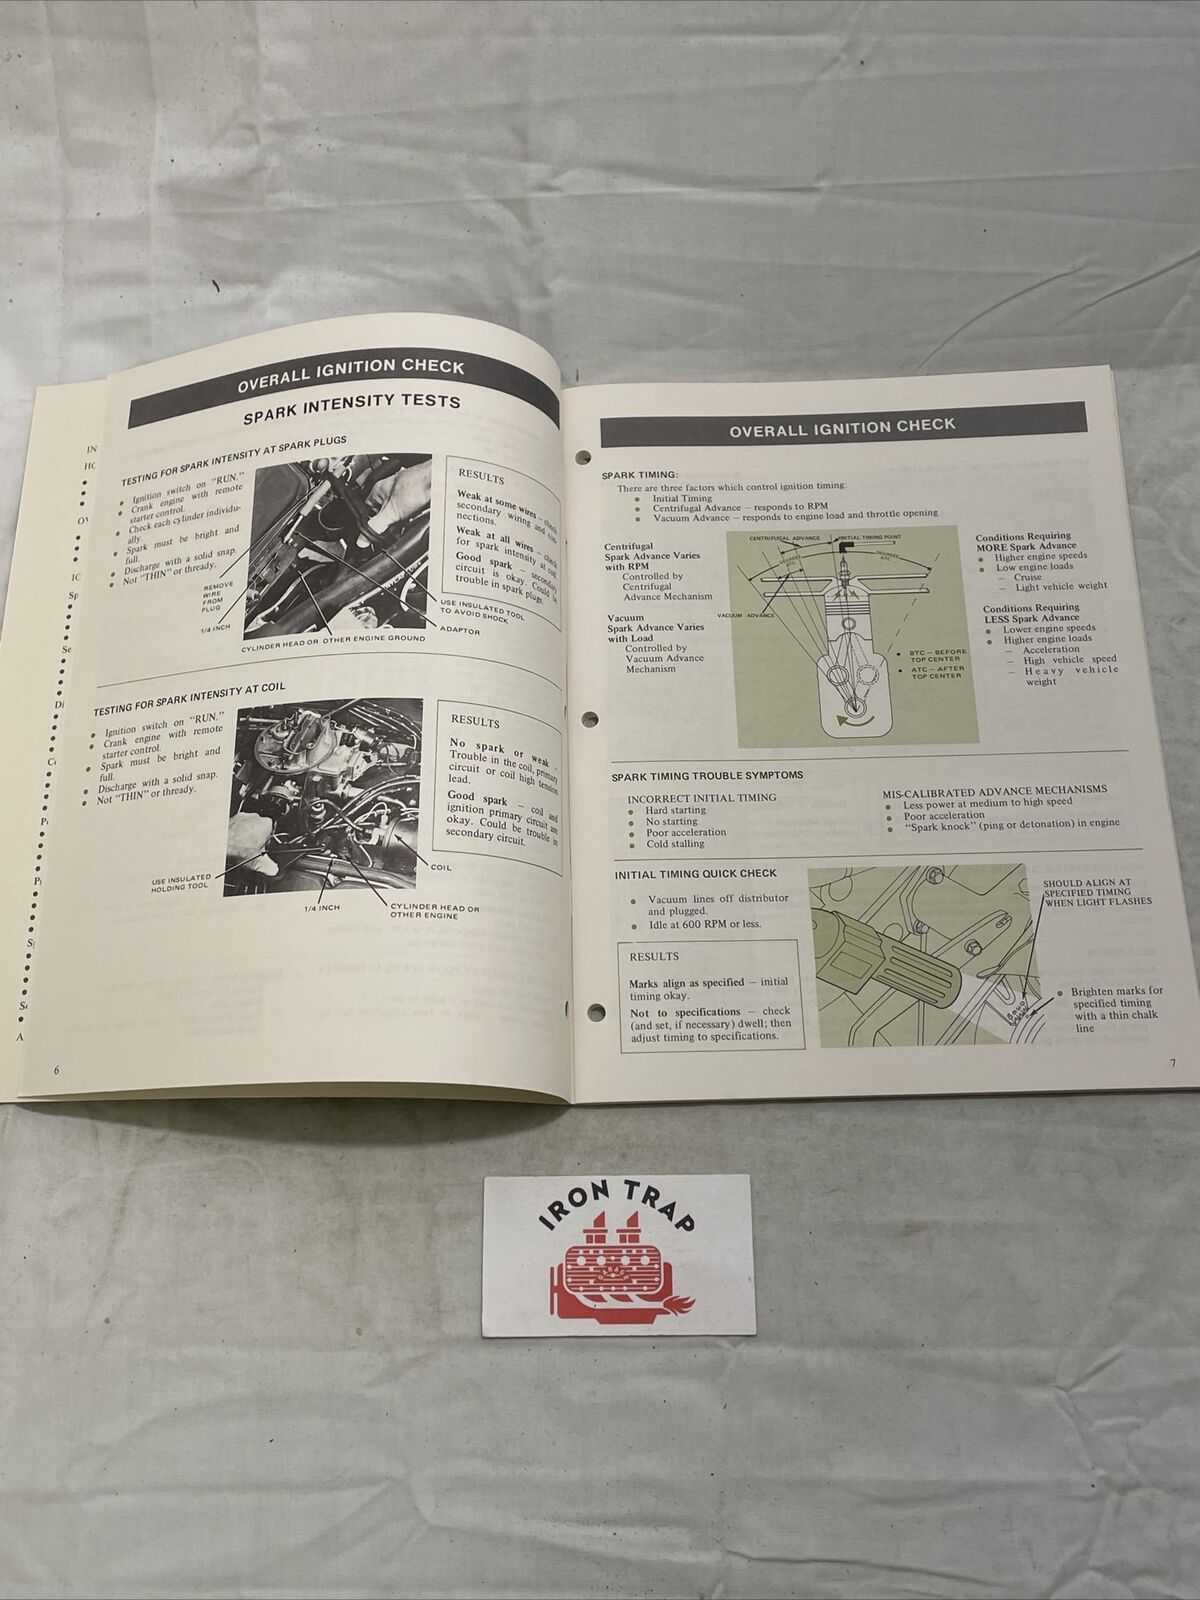 OVERALL IGNITION CHECK
SPARK INTENSITY TESTS
TESTING FOR SPARK INTENSITY AT SPARK PLUGS
● Ignition switch on “RUN.”
● Crank engine with remote
starter control.
● Check each cylinder individu-
ally.
● Spark must be bright and
full.
● Discharge with a solid snap.
● Not “THIN” or thready.
REMOVE
WIRE
FROM
PLUG
1/4 INCH
CYLINDER HEAD OR OTHER ENGINE GROUND
USE INSULATED TOOL
TO AVOID SHOCK
ADAPTOR
RESULTS
Weak at some wires – check
secondary wiring and con-
nections.
Weak at all wires – check
for spark intensity at coil.
Good spark – secondary
circuit is okay. Could be
trouble in spark plugs.
TESTING FOR SPARK INTENSITY AT COIL
● Ignition switch on “RUN.”
● Crank engine with remote
starter control.
● Spark must be bright and
full.
● Discharge with a solid snap.
● Not “THIN” or thready.
USE INSULATED
HOLDING TOOL
1/4 INCH
CYLINDER HEAD OR
OTHER ENGINE
COIL
RESULTS
No spark or weak –
Trouble in the coil, primary
circuit or coil high tension
lead.
Good spark – coil and
ignition primary circuit are
okay. Could be trouble in
secondary circuit.
6
OVERALL IGNITION CHECK
SPARK TIMING:
There are three factors which control ignition timing:
● Initial Timing
● Centrifugal Advance – responds to RPM
● Vacuum Advance – responds to engine load and throttle opening
Centrifugal
Spark Advance Varies
with RPM
Controlled by
Centrifugal
Advance Mechanism
Vacuum
Spark Advance Varies
with Load
Controlled by
Vacuum Advance
Mechanism
CENTRIFUGAL ADVANCE
INITIAL TIMING POINT
DEGREES
BTC
DEGREES
ATC
VACUUM ADVANCE
● BTC – BEFORE
TOP CENTER
● ATC – AFTER
TOP CENTER
Conditions Requiring
MORE Spark Advance
● Higher engine speeds
● Low engine loads
– Cruise
– Light vehicle weight
Conditions Requiring
LESS Spark Advance
● Lower engine speeds
● Higher engine loads
– Acceleration
– High vehicle speed
– Heavy vehicle
weight
SPARK TIMING TROUBLE SYMPTOMS
INCORRECT INITIAL TIMING
● Hard starting
● No starting
● Poor acceleration
● Cold stalling
MIS-CALIBRATED ADVANCE MECHANISMS
● Less power at medium to high speed
● Poor acceleration
● “Spark knock” (ping or detonation) in engine
INITIAL TIMING QUICK CHECK
● Vacuum lines off distributor
and plugged.
● Idle at 600 RPM or less.
RESULTS
Marks align as specified – initial
timing okay.
Not to specifications – check
(and set, if necessary) dwell; then
adjust timing to specifications.
SHOULD ALIGN AT
SPECIFIED TIMING
WHEN LIGHT FLASHES
● Brighten marks for
specified timing
with a thin chalk
line
7
IRON TRAP
GARAGE